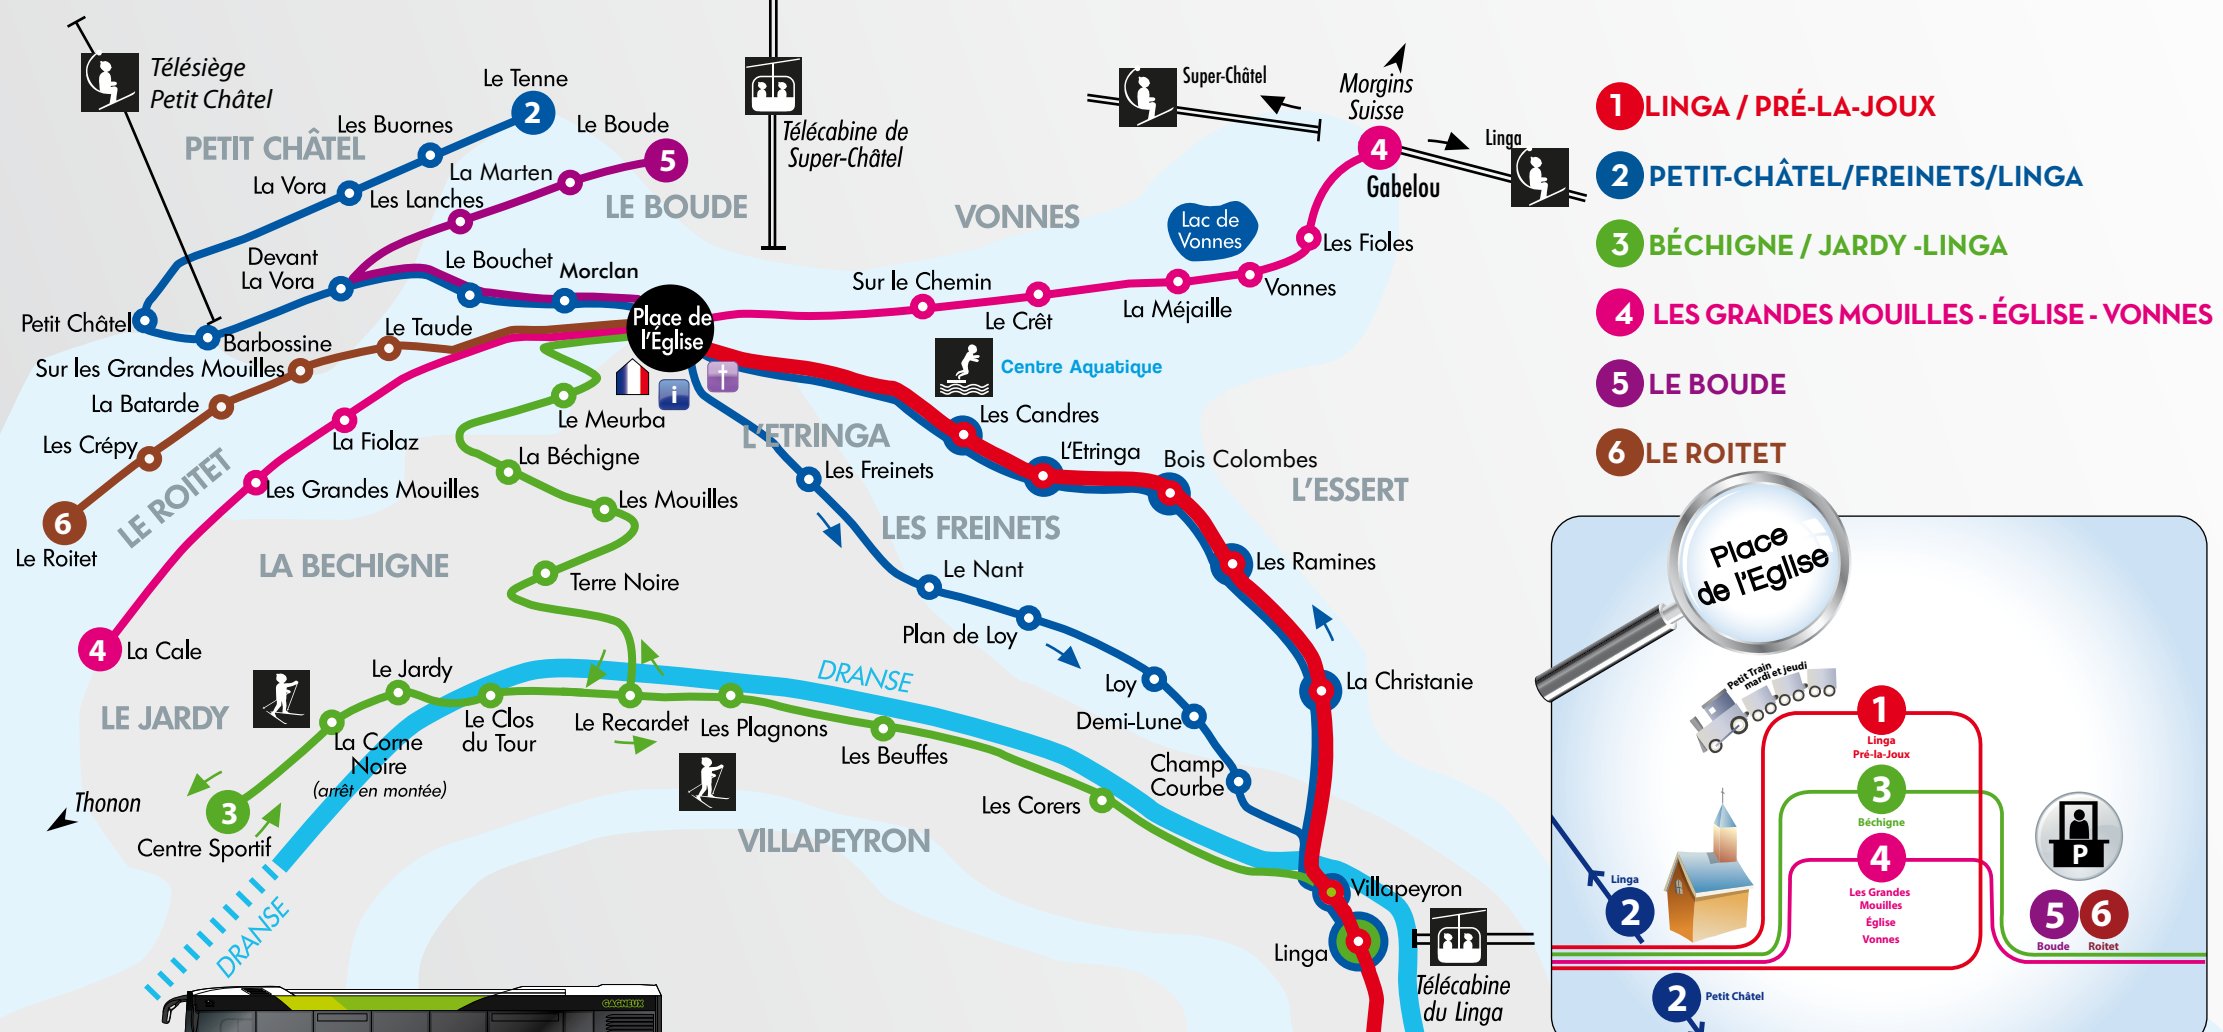 Télésiège
Petit Châtel
Le Tenne
2
Les Buornes
PETIT CHÂTEL
Le Boude
5
La Vora
La Marten
Les Lanches
LE BOUDE
Devant
La Vora
Le Bouchet
Morclan
Petit Châtel
Barbossine
Télécabine de
Super-Châtel
Place de
l'Église
i
Super-Châtel
Morgins
Suisse
Linga
4
Gabelou
VONNES
Lac de
Vonnes
Les Fioles
Vonnes
La Méjaille
Sur le Chemin
Le Crêt
Centre Aquatique
Le Taude
Sur les Grandes Mouilles
La Batarde
Les Crépy
6
Le Roitet
LE ROITET
La Fiolaz
Les Grandes Mouilles
4
La Cale
Le Meurba
La Béchigne
Les Mouilles
Terre Noire
LA BECHIGNE
L'ETRINGA
Les Freinets
LES FREINETS
Le Nant
Plan de Loy
Loy
Demi-Lune
Champ
Courbe
Les Candres
L'Etringa
Bois Colombes
L'ESSERT
Les Ramines
La Christanie
LE JARDY
Le Jardy
La Corne
Noire
(arrêt en montée)
Le Clos
du Tour
Le Recardet
Les Plagnons
Les Beuffes
Les Corers
DRANSE
Thonon
3
Centre Sportif
DRANSE
VILLAPEYRON
Villapeyron
Linga
Télécabine
du Linga
GAGNEUX
1 LINGA / PRÉ-LA-JOUX
2 PETIT-CHÂTEL/FREINETS/LINGA
3 BÉCHIGNE / JARDY -LINGA
4 LES GRANDES MOUILLES - ÉGLISE - VONNES
5 LE BOUDE
6 LE ROITET
Place
de l'Eglise
Petit Train
mardi et jeudi
1
Linga
Pré-la-Joux
3
Béchigne
4
Les Grandes
Mouilles
Église
Vonnes
Linga
2
P
5 6
Boude Roitet
2 Petit Châtel